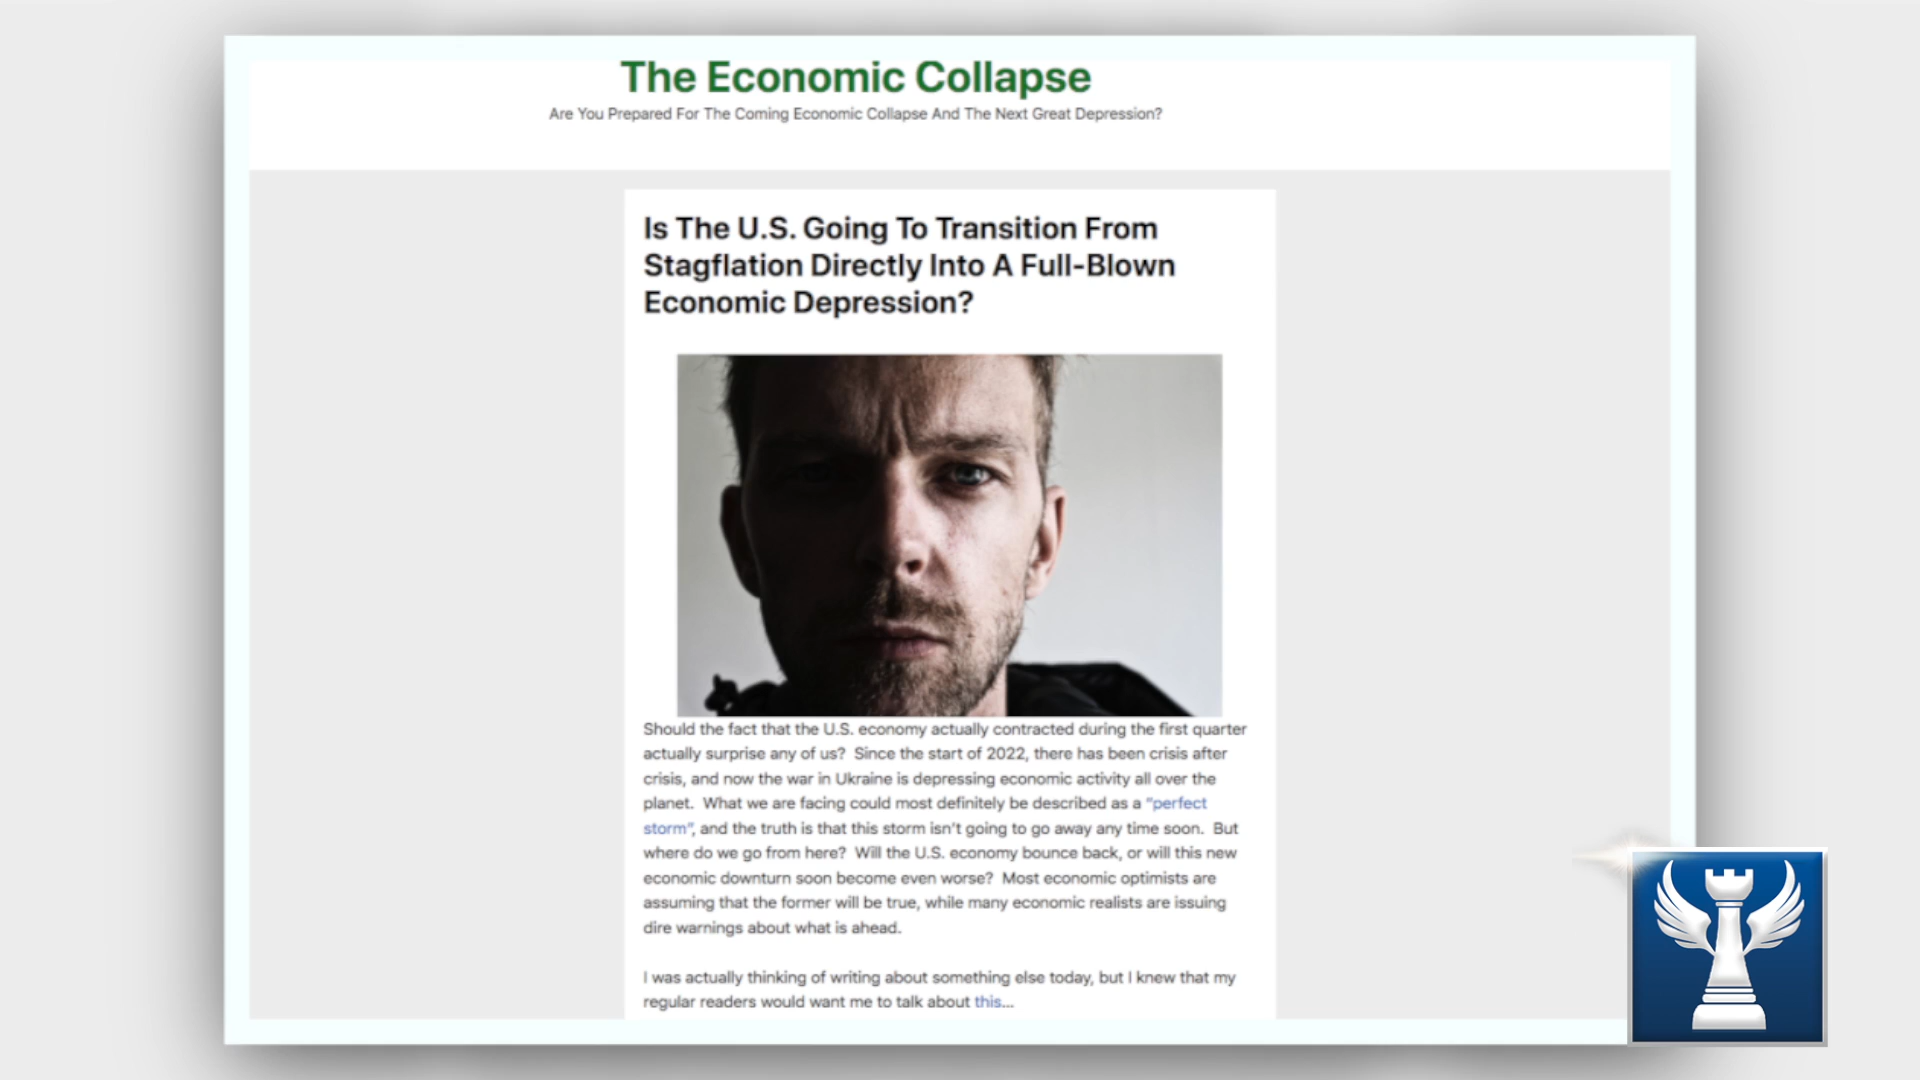 The Economic Collapse
Are You Prepared For The Coming Economic Collapse And The Next Great Depression?
Is The U.S. Going To Transition From
Stagflation Directly Into A Full-Blown
Economic Depression?
Should the fact that the U.S. economy actually contracted during the first quarter
actually surprise any of us?  Since the start of 2022, there has been crisis after
crisis, and now the war in Ukraine is depressing economic activity all over the
planet.  What we are facing could most definitely be described as a “perfect
storm”, and the truth is that this storm isn’t going to go away any time soon.  But
where do we go from here?  Will the U.S. economy bounce back, or will this new
economic downturn soon become even worse?  Most economic optimists are
assuming that the former will be true, while many economic realists are issuing
dire warnings about what is ahead.
I was actually thinking of writing about something else today, but I knew that my
regular readers would want me to talk about this…